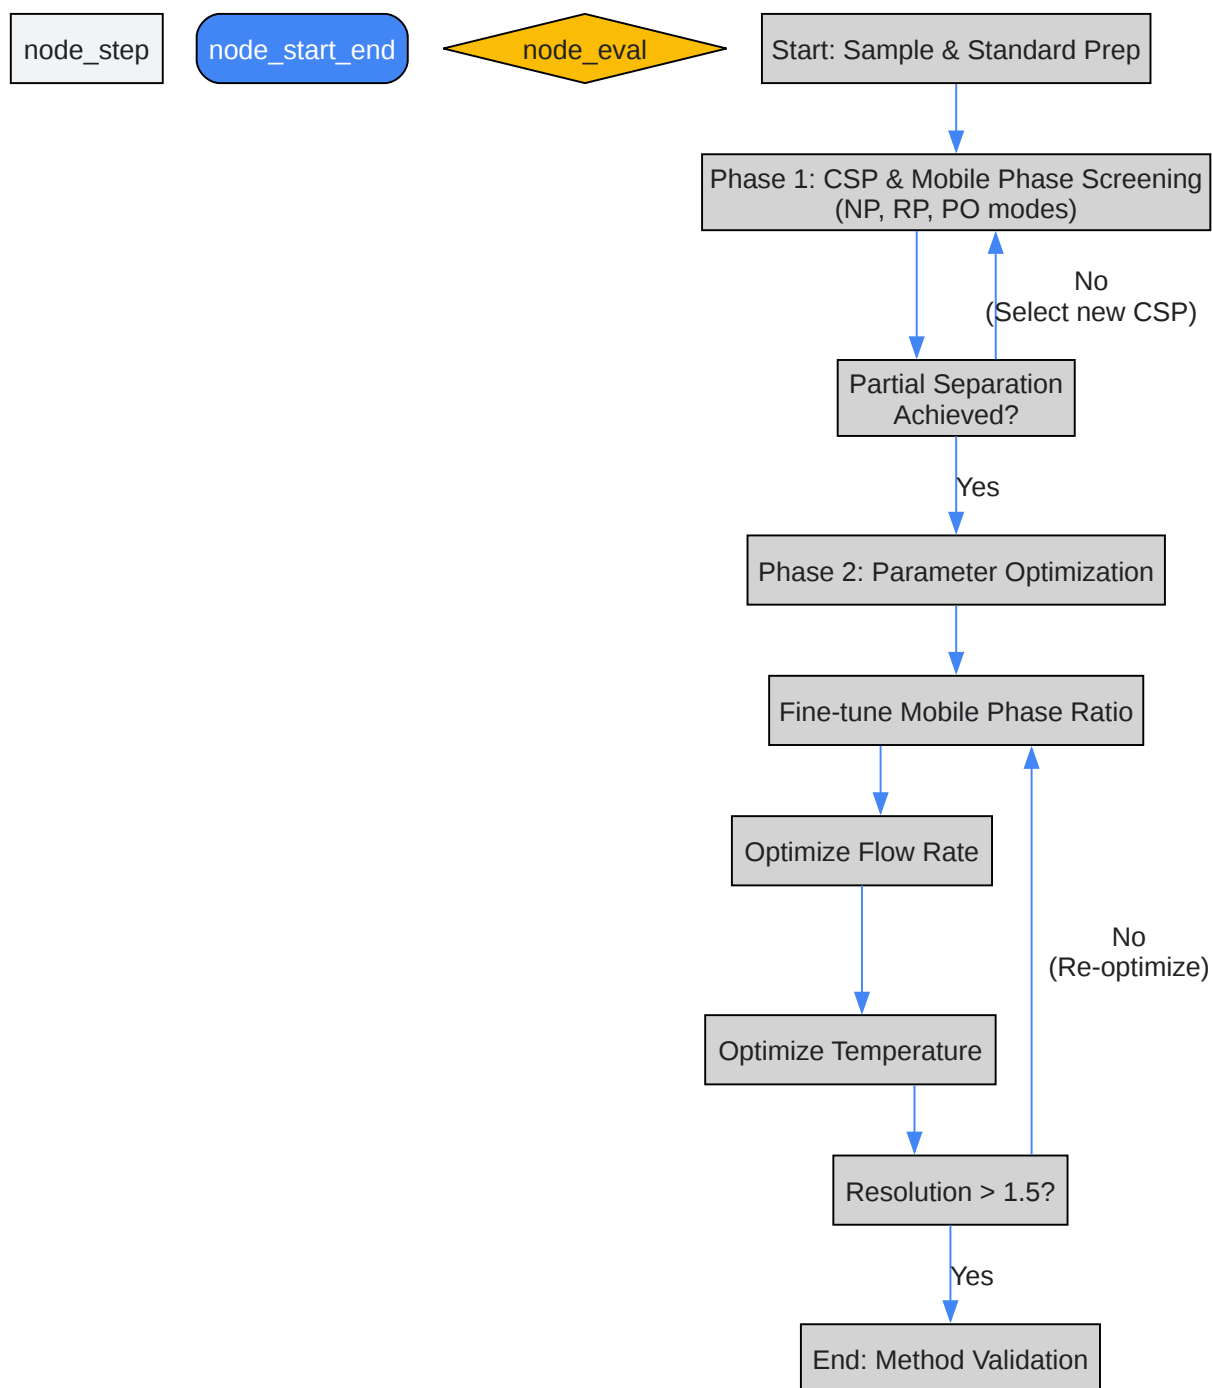 node_step
node_start_end
node_eval
Start: Sample & Standard Prep
Phase 1: CSP & Mobile Phase Screening
(NP, RP, PO modes)
No
(Select new CSP)
Partial Separation
Achieved?
Yes
Phase 2: Parameter Optimization
Fine-tune Mobile Phase Ratio
Optimize Flow Rate
No
(Re-optimize)
Optimize Temperature
Resolution > 1.5?
Yes
End: Method Validation